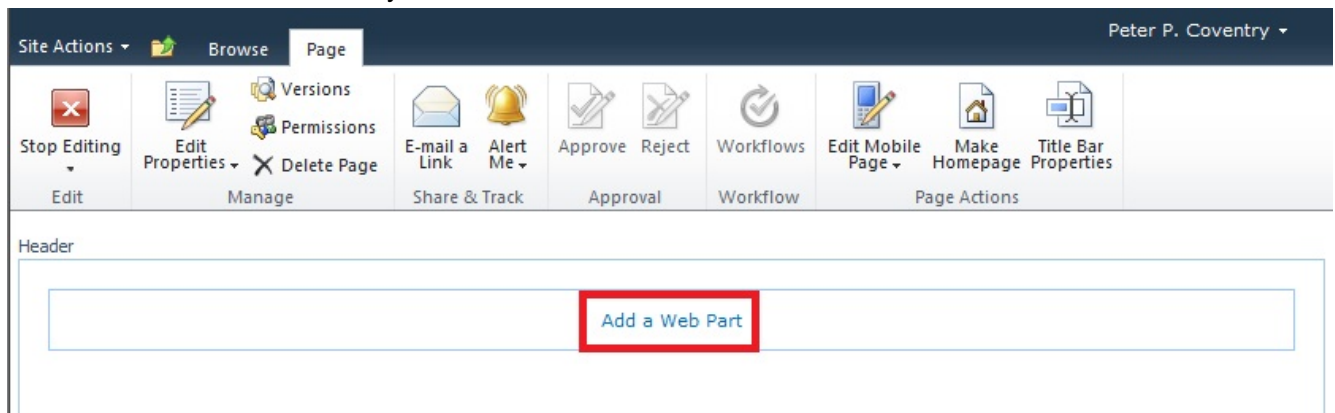 Peter P. Coventry
Site Actions Browse Page
Versions
Permissions
Delete Page
Stop Editing
Edit Properties
E-mail a Link
Alert Me
Approve
Reject
Workflows
Edit Mobile Page
Make Homepage
Title Bar Properties
Edit Manage Share & Track Approval Workflow Page Actions
Header
Add a Web Part